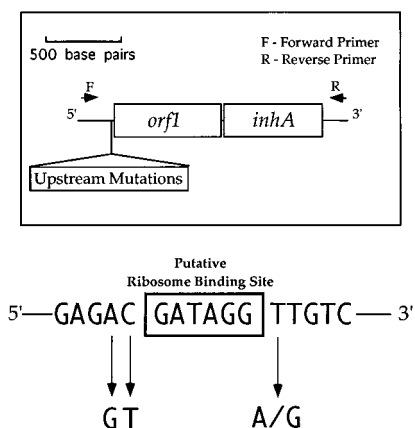 500 base pairs
F - Forward Primer
R - Reverse Primer
F
R
5' orf1 inhA 3'
Upstream Mutations
Putative
Ribosome Binding Site
5'—GAGAC GATAGG TTGTC—3'
G T A/G